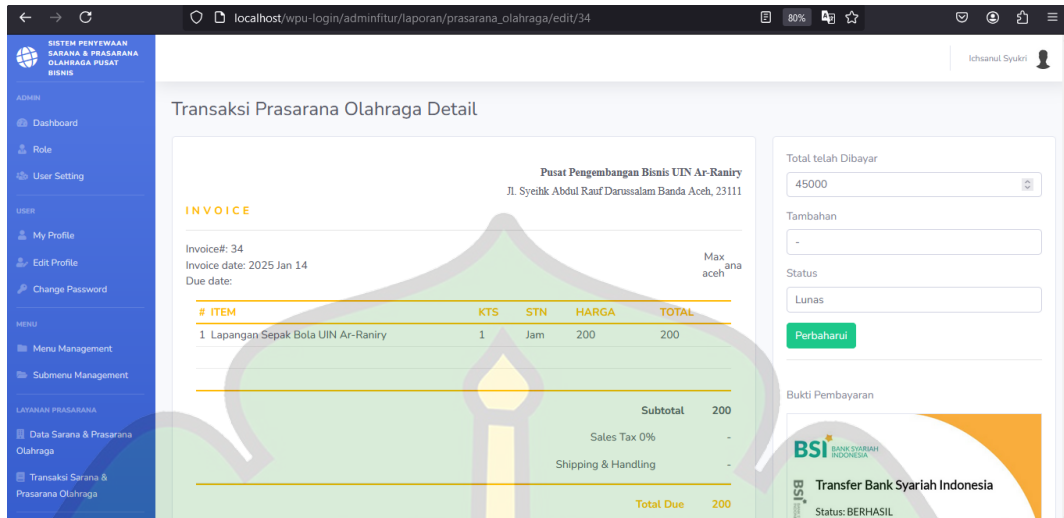 localhost/wpu-login/adminfitur/laporan/prasarana_olahraga/edit/34
80%
SISTEM PENYEWAAN
SARANA & PRASARANA
OLAHRAGA PUSAT
BISNIS
Ichsanul Syukri
ADMIN
Dashboard
Role
User Setting
USER
My Profile
Edit Profile
Change Password
MENU
Menu Management
Submenu Management
LAYANAN PRASARANA
Data Sarana & Prasarana
Olahraga
Transaksi Sarana &
Prasarana Olahraga
Transaksi Prasarana Olahraga Detail
Pusat Pengembangan Bisnis UIN Ar-Raniry
Jl. Syeihk Abdul Rauf Darussalam Banda Aceh, 23111
INVOICE
Invoice#: 34
Invoice date: 2025 Jan 14
Due date:
Max
aceh
ana
# ITEM KTS STN HARGA TOTAL
1 Lapangan Sepak Bola UIN Ar-Raniry 1 Jam 200 200
Subtotal 200
Sales Tax 0% -
Shipping & Handling -
Total Due 200
Total telah Dibayar
45000
Tambahan
-
Status
Lunas
Perbaharui
Bukti Pembayaran
BSI BANK SYARIAH
INDONESIA
BSI
Transfer Bank Syariah Indonesia
Status: BERHASIL